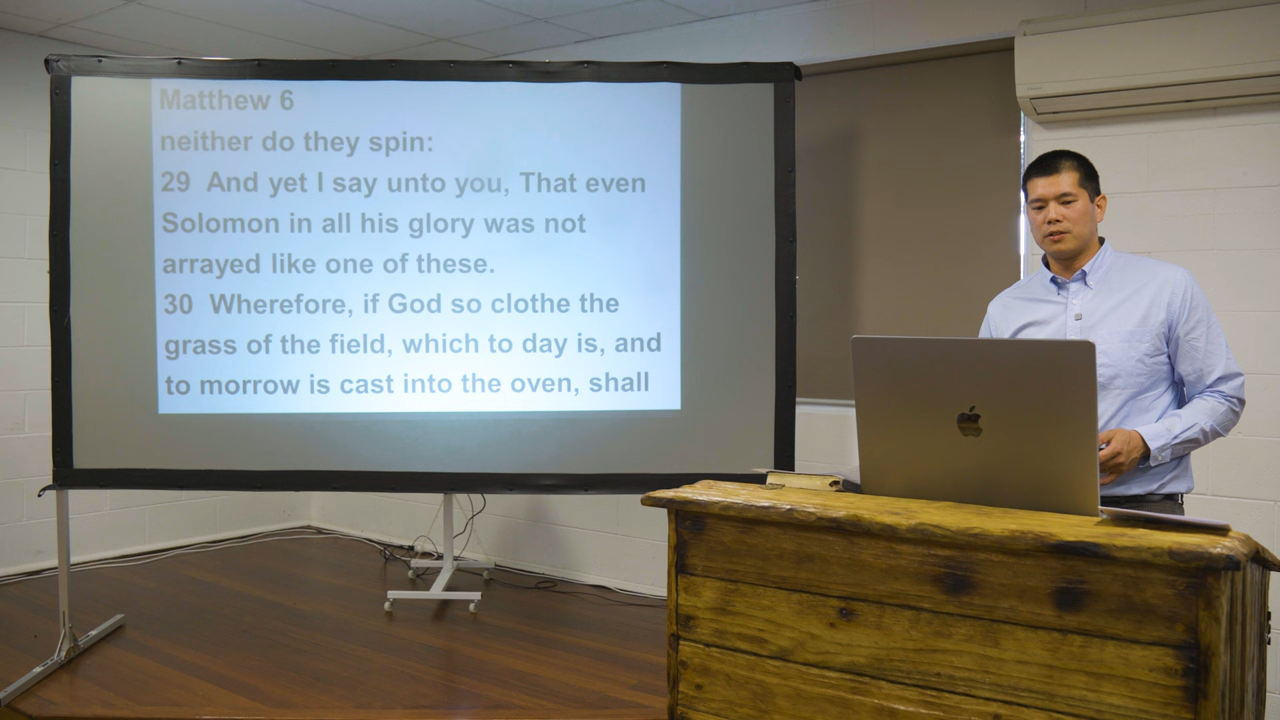 Matthew 6
neither do they spin:
29 And yet I say unto you, That even
Solomon in all his glory was not
arrayed like one of these.
30 Wherefore, if God so clothe the
grass of the field, which to day is, and
to morrow is cast into the oven, shall